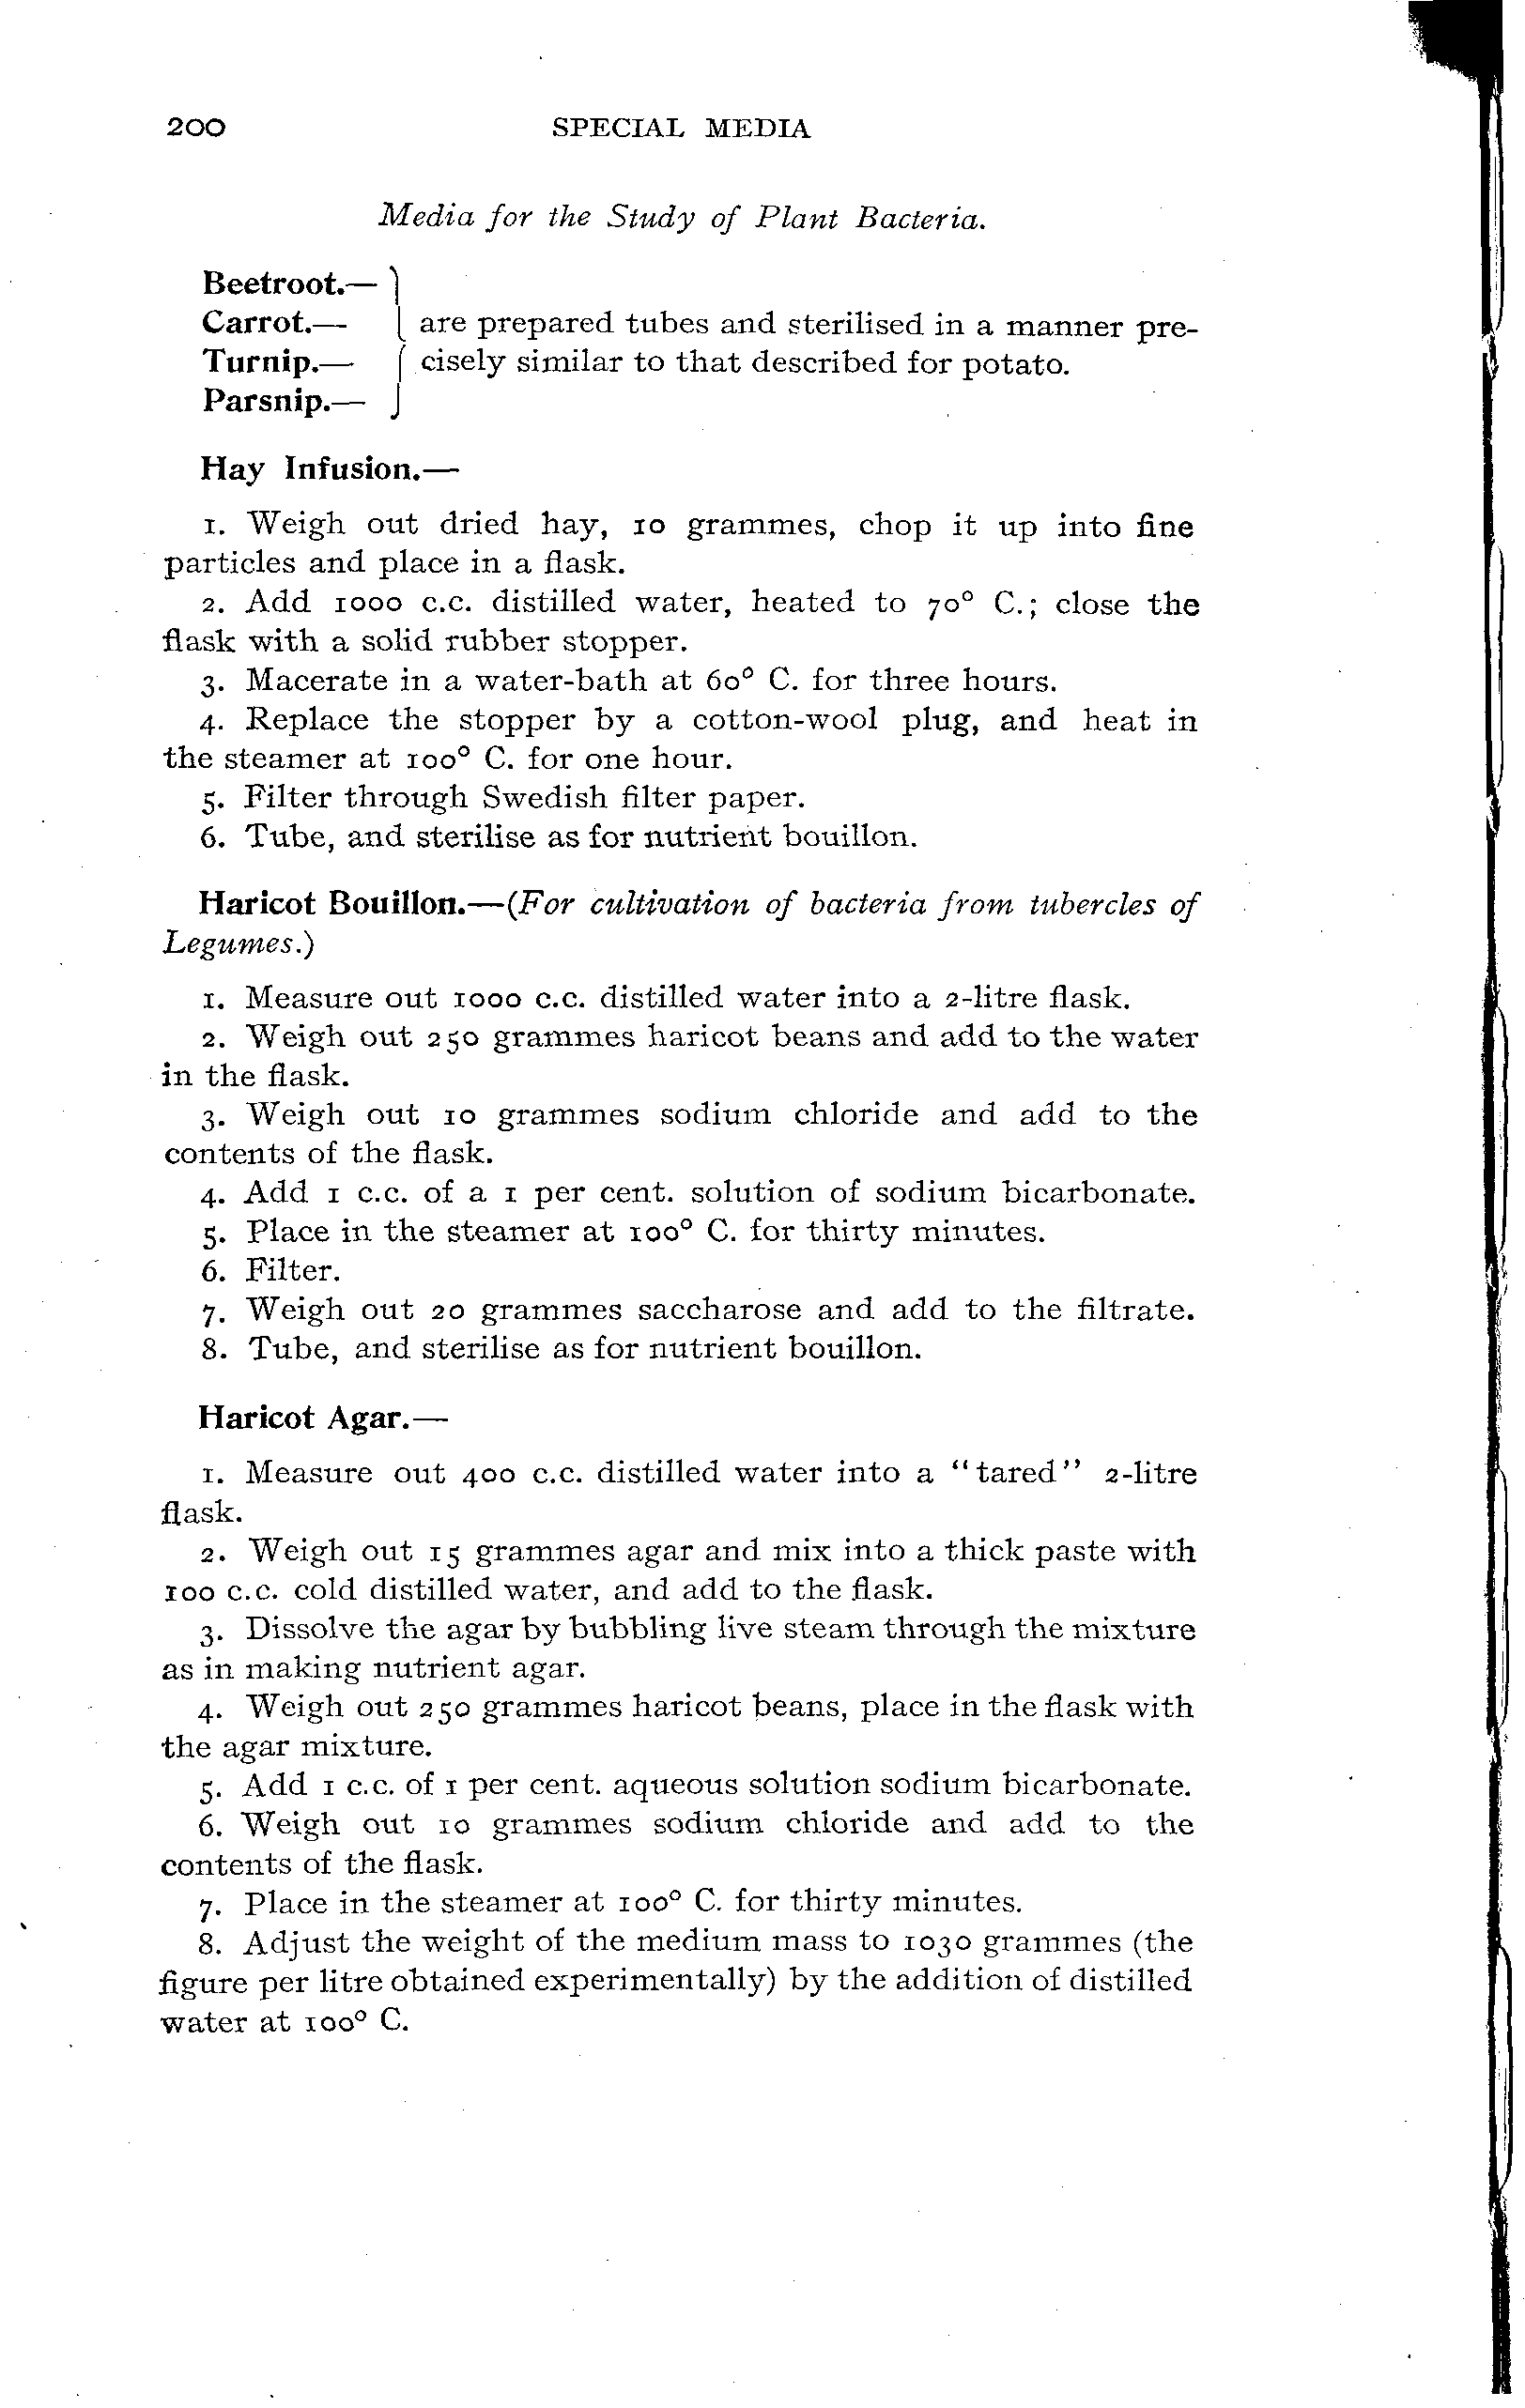 200 SPECIAL MEDIA
Media for the Study of Plant Bacteria.
Beetroot.—
Carrot.— are prepared tubes and sterilised in a manner pre-
Turnip.— cisely similar to that described for potato.
Parsnip.—
Hay Infusion.—
1. Weigh out dried hay, 10 grammes, chop it up into fine
particles and place in a flask.
2. Add 1000 c.c. distilled water, heated to 70° C.; close the
flask with a solid rubber stopper.
3. Macerate in a water-bath at 60° C. for three hours.
4. Replace the stopper by a cotton-wool plug, and heat in
the steamer at 100° C. for one hour.
5. Filter through Swedish filter paper.
6. Tube, and sterilise as for nutrient bouillon.
Haricot Bouillon.—(For cultivation of bacteria from tubercles of
Legumes.)
1. Measure out 1000 c.c. distilled water into a 2-litre flask.
2. Weigh out 250 grammes haricot beans and add to the water
in the flask.
3. Weigh out 10 grammes sodium chloride and add to the
contents of the flask.
4. Add 1 c.c. of a 1 per cent. solution of sodium bicarbonate.
5. Place in the steamer at 100° C. for thirty minutes.
6. Filter.
7. Weigh out 20 grammes saccharose and add to the filtrate.
8. Tube, and sterilise as for nutrient bouillon.
Haricot Agar.—
1. Measure out 400 c.c. distilled water into a "tared" 2-litre
flask.
2. Weigh out 15 grammes agar and mix into a thick paste with
100 c.c. cold distilled water, and add to the flask.
3. Dissolve the agar by bubbling live steam through the mixture
as in making nutrient agar.
4. Weigh out 250 grammes haricot beans, place in the flask with
the agar mixture.
5. Add 1 c.c. of 1 per cent. aqueous solution sodium bicarbonate.
6. Weigh out 10 grammes sodium chloride and add to the
contents of the flask.
7. Place in the steamer at 100° C. for thirty minutes.
8. Adjust the weight of the medium mass to 1030 grammes (the
figure per litre obtained experimentally) by the addition of distilled
water at 100° C.